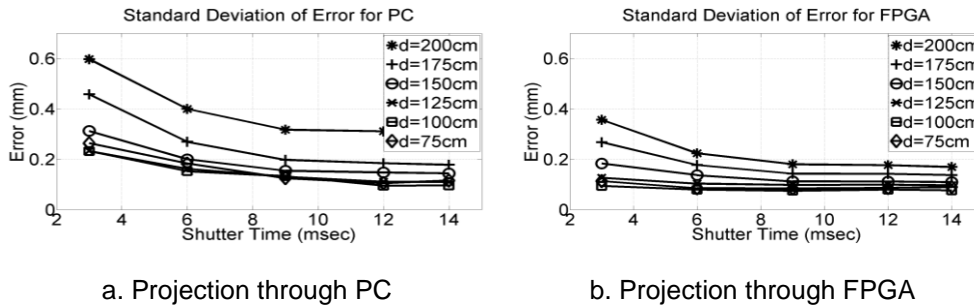 Standard Deviation of Error for PC
Error (mm)
0.6
0.4
0.2
0
2
4
6
8
10
12
14
Shutter Time (msec)
d=200cm
d=175cm
d=150cm
d=125cm
d=100cm
d=75cm
a. Projection through PC
Standard Deviation of Error for FPGA
Error (mm)
0.6
0.4
0.2
0
2
4
6
8
10
12
14
Shutter Time (msec)
d=200cm
d=175cm
d=150cm
d=125cm
d=100cm
d=75cm
b. Projection through FPGA